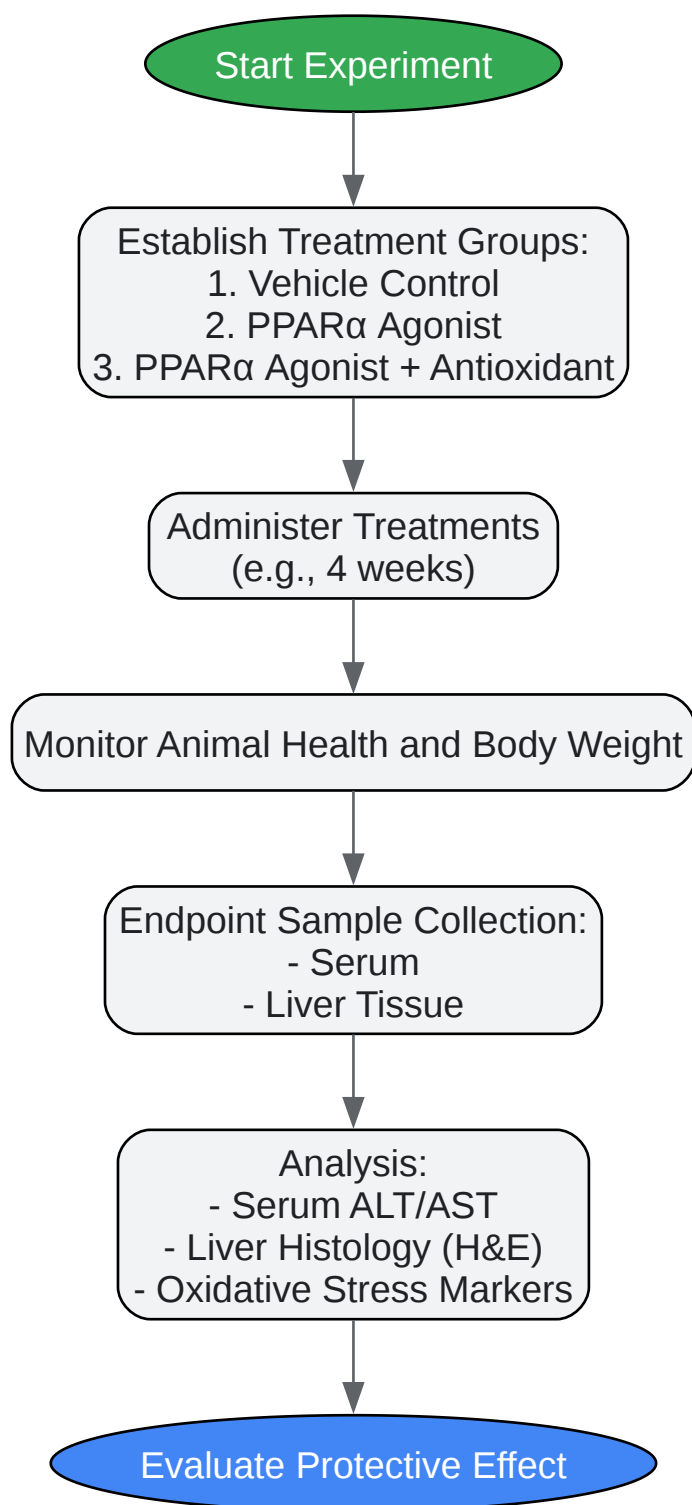 Start Experiment
Establish Treatment Groups:
1. Vehicle Control
2. PPARα Agonist
3. PPARα Agonist + Antioxidant
Administer Treatments
(e.g., 4 weeks)
Monitor Animal Health and Body Weight
Endpoint Sample Collection:
- Serum
- Liver Tissue
Analysis:
- Serum ALT/AST
- Liver Histology (H&E)
- Oxidative Stress Markers
Evaluate Protective Effect